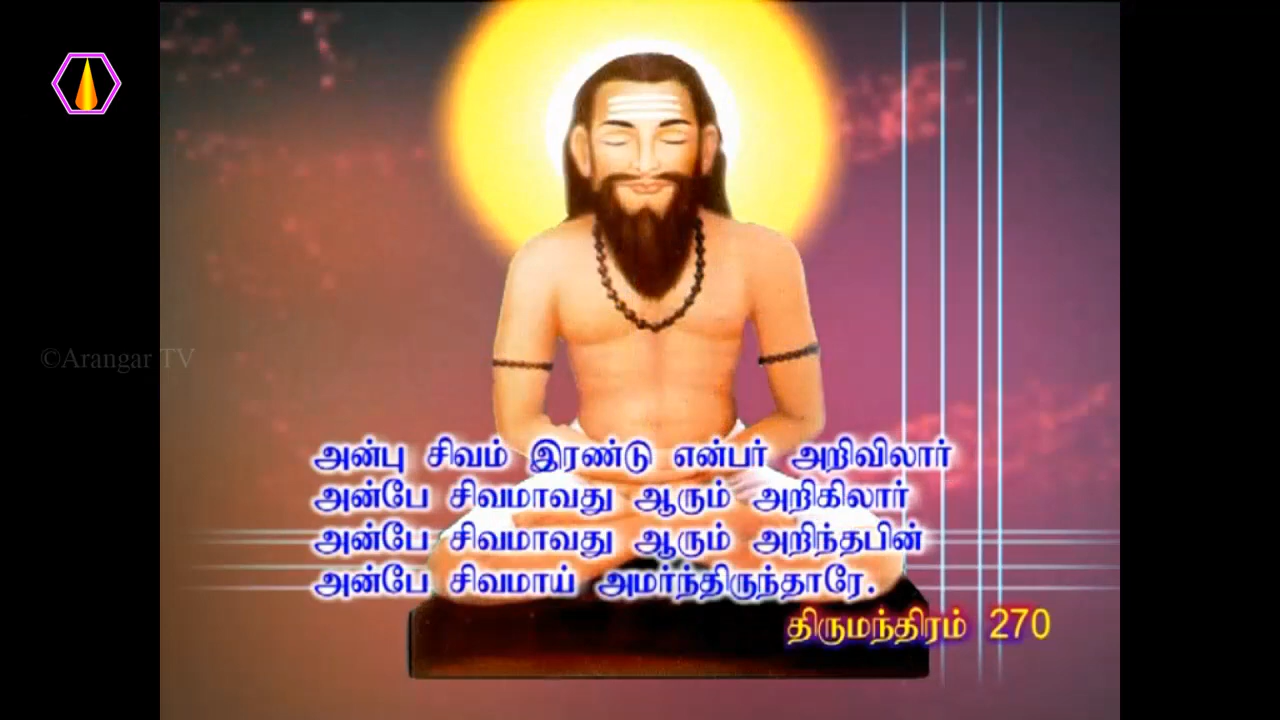 ©Arangar TV
அன்பு சிவம் இரண்டு என்பர் அறிவிலார்
அன்பே சிவமாவது ஆரும் அறிகிலார்
அன்பே சிவமாவது ஆரும் அறிந்தபின்
அன்பே சிவமாய் அமர்ந்திருந்தாரே.
திருமந்திரம் 270